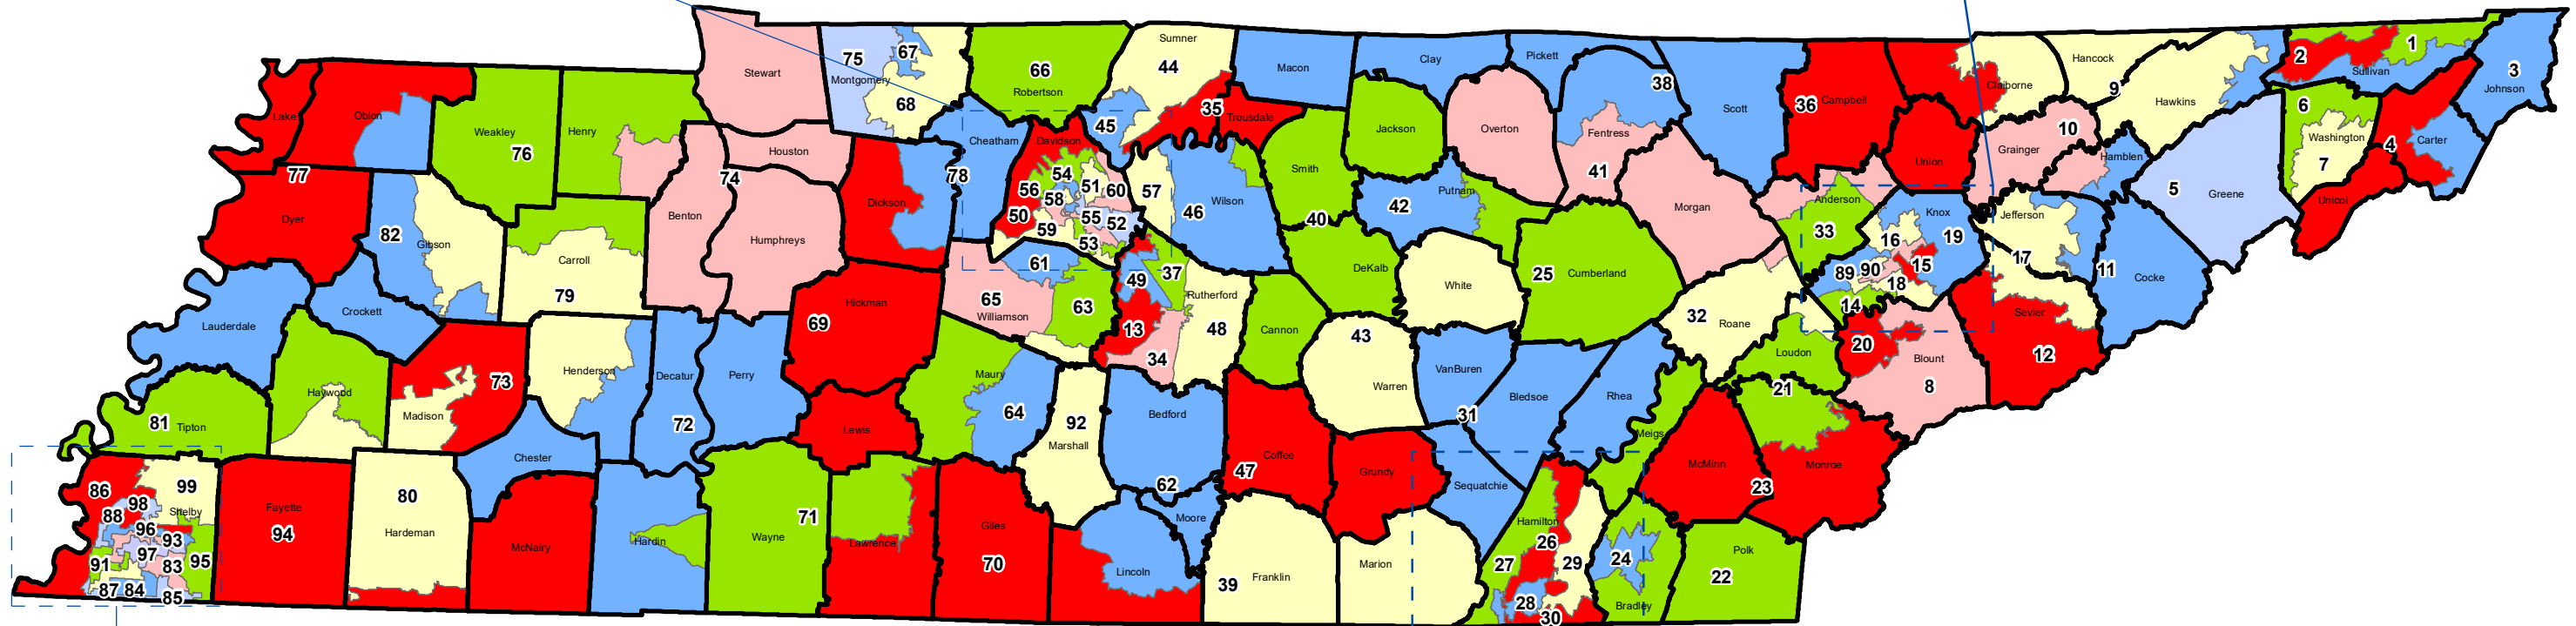 Lake
Obion
Weakley
76
Henry
Stewart
75
Montgomery
67
68
66
Robertson
Sumner
44
Macon
Clay
Pickett
38
Scott
36
Campbell
Claiborne
Hancock
9
Hawkins
2
1
Sullivan
3
Johnson
77
Dyer
82
Gibson
Carroll
79
Benton
74
Houston
Humphreys
Dickson
78
Cheatham
45
35
Trousdale
Davidson
54
56
58
51
60
57
50
59
55
52
53
46
Wilson
Smith
40
Jackson
Overton
Putnam
42
Fentress
41
Morgan
Anderson
33
Union
Grainger
10
Hamblen
5
Greene
6
Washington
7
4
Carter
Unicoi
Knox
16
19
89
90
15
18
14
Jefferson
17
11
Cocke
Lauderdale
Crockett
Haywood
Madison
73
Henderson
Decatur
72
Perry
69
Hickman
65
Williamson
61
63
49
37
13
34
Rutherford
48
Cannon
DeKalb
White
25
Cumberland
32
Roane
Loudon
21
20
Blount
8
Sevier
12
81
Tipton
Chester
Lewis
Maury
64
92
Marshall
Bedford
62
Coffee
47
43
Warren
VanBuren
31
Bledsoe
Rhea
Meigs
McMinn
23
Monroe
86
99
98
Shelby
88
96
93
97
91
83
95
87
84
85
Fayette
94
80
Hardeman
McNairy
Hardin
Wayne
71
Lawrence
Giles
70
Lincoln
Moore
39
Franklin
Grundy
Marion
Sequatchie
Hamilton
26
27
29
28
30
24
Bradley
Polk
22